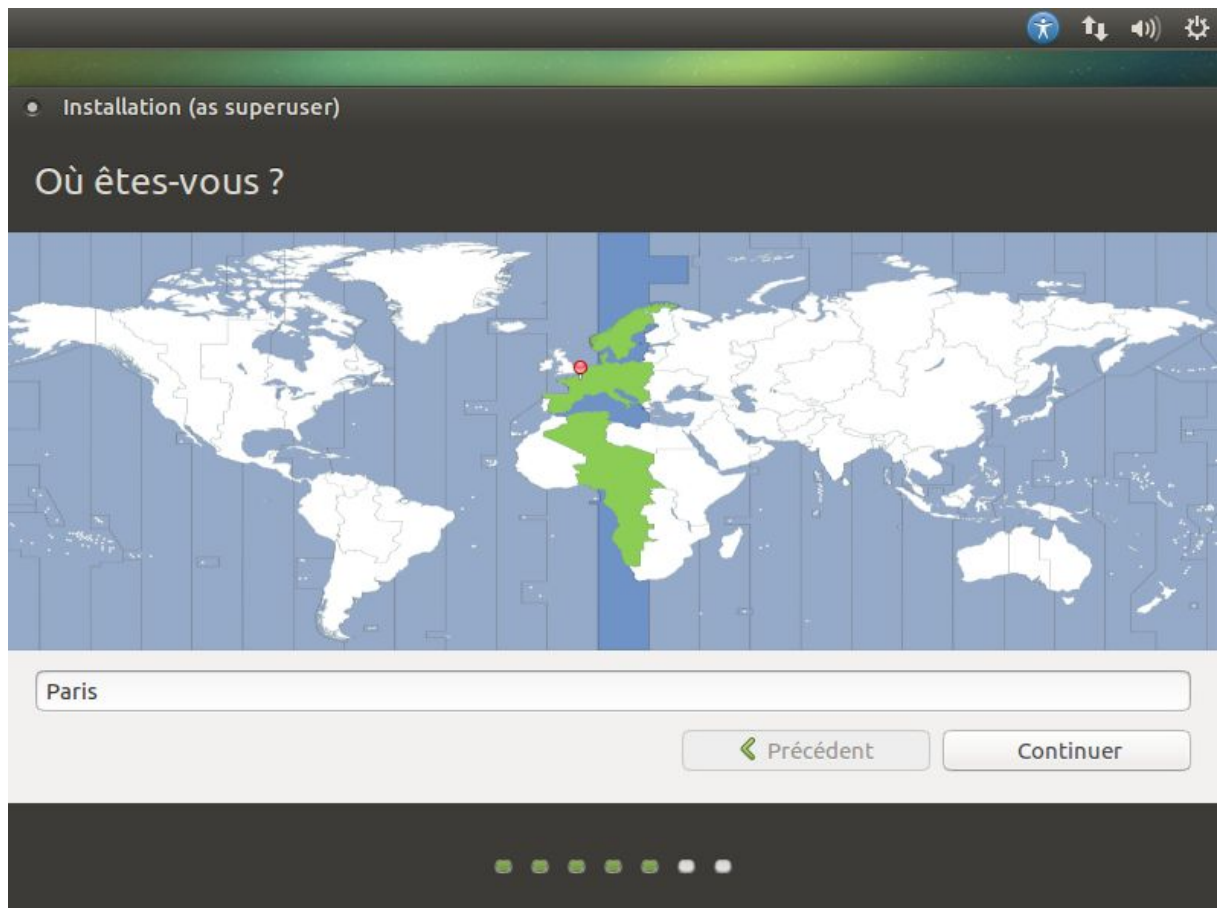 Installation (as superuser)
Où êtes-vous ?
Paris
Précédent
Continuer